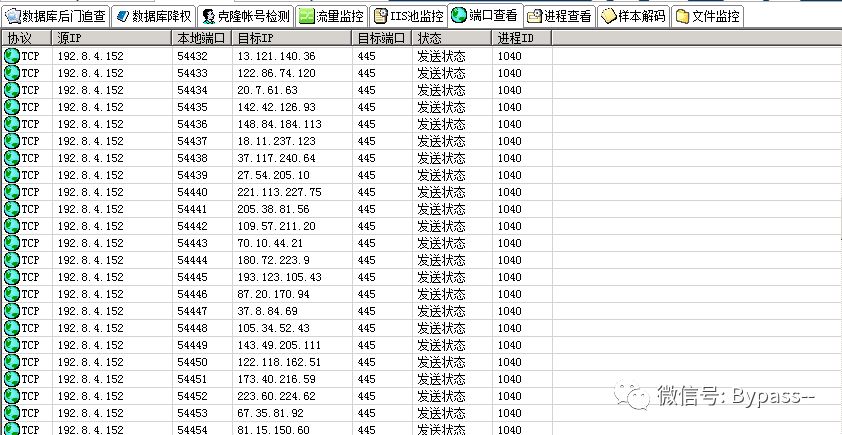 数据库后门追查 数据库降权 克隆帐号检测 流量监控 IIS池监控 端口查看 进程查看 样本解码 文件监控
协议 源IP 本地端口 目标IP 目标端口 状态 进程ID
TCP 192.8.4.152 54432 13.121.140.36 445 发送状态 1040
TCP 192.8.4.152 54433 122.86.74.120 445 发送状态 1040
TCP 192.8.4.152 54434 20.7.61.63 445 发送状态 1040
TCP 192.8.4.152 54435 142.42.126.93 445 发送状态 1040
TCP 192.8.4.152 54436 148.84.184.113 445 发送状态 1040
TCP 192.8.4.152 54437 18.11.237.123 445 发送状态 1040
TCP 192.8.4.152 54438 37.117.240.64 445 发送状态 1040
TCP 192.8.4.152 54439 27.54.205.10 445 发送状态 1040
TCP 192.8.4.152 54440 221.113.227.75 445 发送状态 1040
TCP 192.8.4.152 54441 205.38.81.56 445 发送状态 1040
TCP 192.8.4.152 54442 109.57.211.20 445 发送状态 1040
TCP 192.8.4.152 54443 70.10.44.21 445 发送状态 1040
TCP 192.8.4.152 54444 180.72.223.9 445 发送状态 1040
TCP 192.8.4.152 54445 193.123.105.43 445 发送状态 1040
TCP 192.8.4.152 54446 87.20.170.94 445 发送状态 1040
TCP 192.8.4.152 54447 37.8.84.69 445 发送状态 1040
TCP 192.8.4.152 54448 105.34.52.43 445 发送状态 1040
TCP 192.8.4.152 54449 143.49.205.111 445 发送状态 1040
TCP 192.8.4.152 54450 122.118.162.51 445 发送状态 1040
TCP 192.8.4.152 54451 173.40.216.59 445 发送状态 1040
TCP 192.8.4.152 54452 223.60.224.62 445 发送状态 1040
TCP 192.8.4.152 54453 67.35.81.92 445 发送状态 1040
TCP 192.8.4.152 54454 81.15.150.60 445 发送状态 1040
微信号: Bypass--